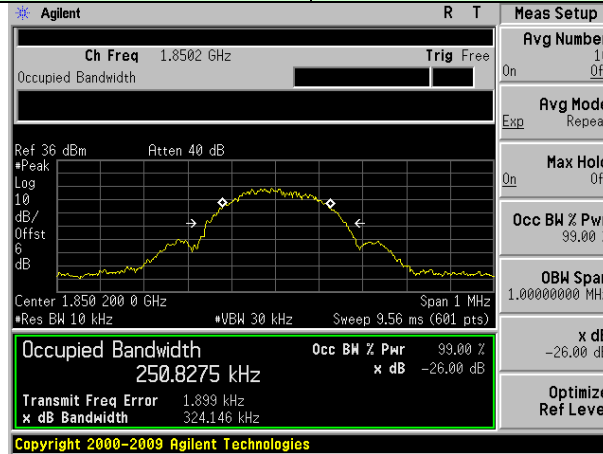 Agilent R T
Meas Setup
Ch Freq 1.8502 GHz Trig Free
Occupied Bandwidth
Ref 36 dBm Atten 40 dB
#Peak
Log
10
dB/
Offst
6
dB
Center 1.850 200 0 GHz Span 1 MHz
#Res BW 10 kHz #VBW 30 kHz Sweep 9.56 ms (601 pts)
Occupied Bandwidth
250.8275 kHz
Occ BW % Pwr 99.00 %
x dB -26.00 dB
Transmit Freq Error 1.899 kHz
x dB Bandwidth 324.146 kHz
Copyright 2000-2009 Agilent Technologies
Avg Number
On
Avg Mode
Exp Repea
Max Hold
On Of
Occ BW % Pwr
99.00
OBW Span
1.00000000 MH
x dB
-26.00 dB
Optimize
Ref Level